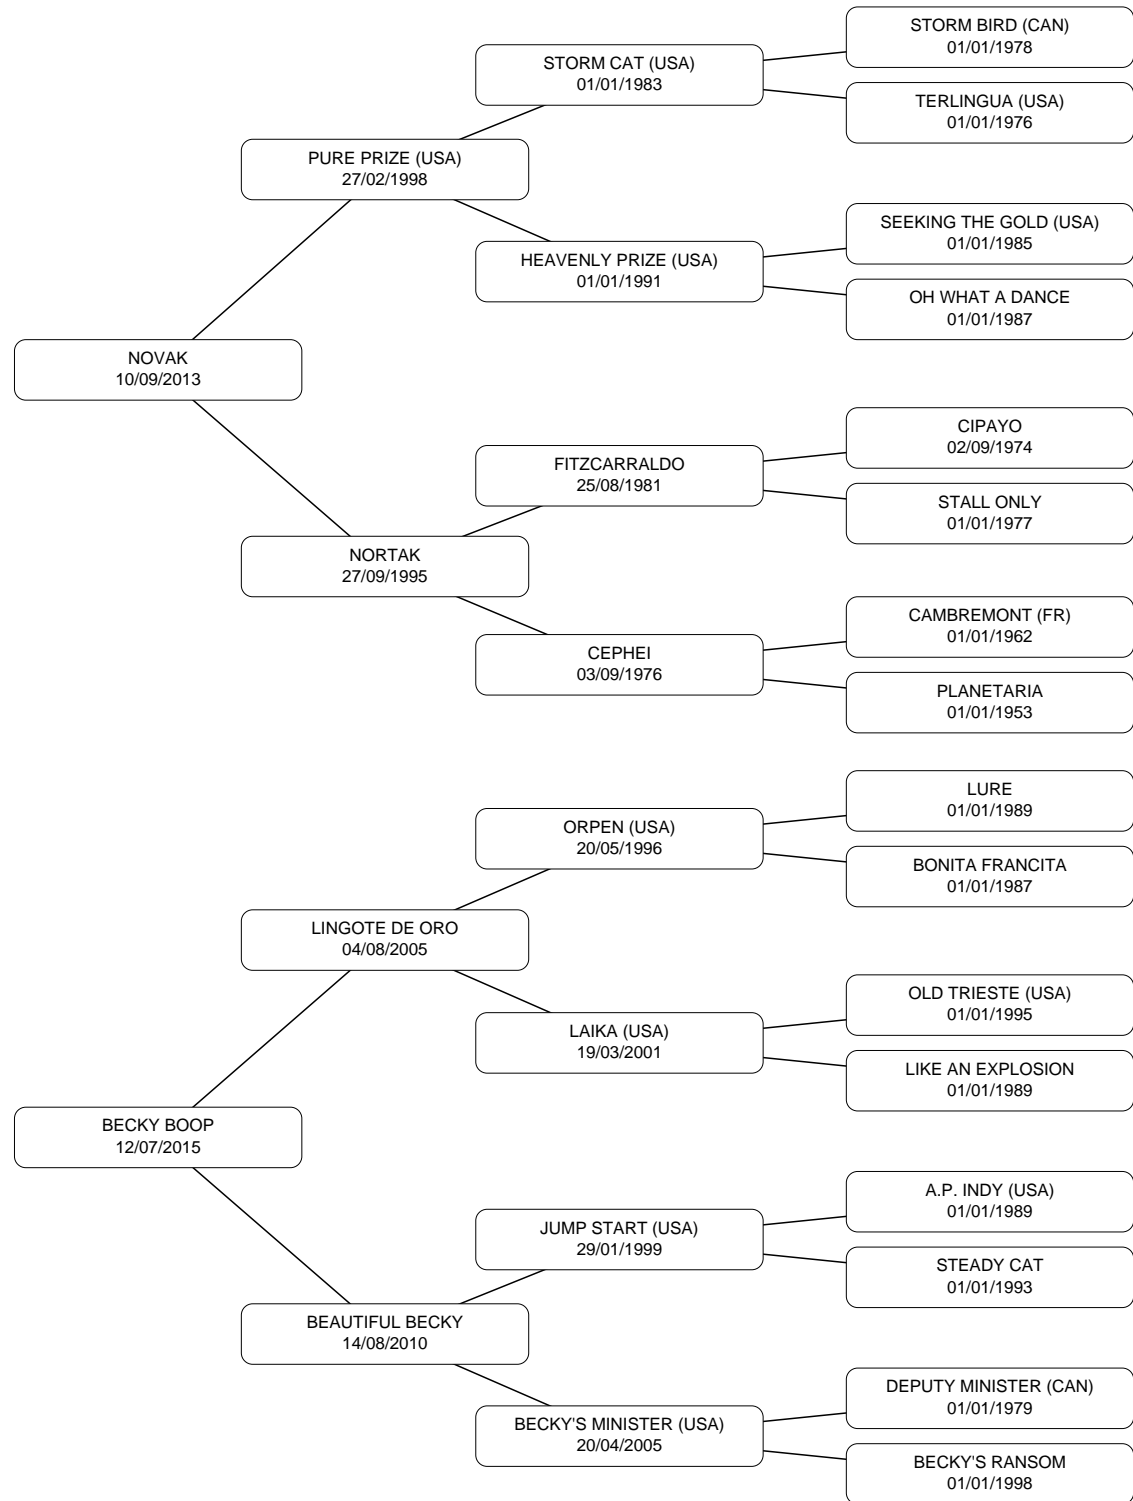 STORM BIRD (CAN)
01/01/1978
STORM CAT (USA)
01/01/1983
TERLINGUA (USA)
01/01/1976
PURE PRIZE (USA)
27/02/1998
SEEKING THE GOLD (USA)
01/01/1985
HEAVENLY PRIZE (USA)
01/01/1991
OH WHAT A DANCE
01/01/1987
NOVAK
10/09/2013
CIPAYO
02/09/1974
FITZCARRALDO
25/08/1981
STALL ONLY
01/01/1977
NORTAK
27/09/1995
CAMBREMONT (FR)
01/01/1962
CEPHEI
03/09/1976
PLANETARIA
01/01/1953
LURE
01/01/1989
ORPEN (USA)
20/05/1996
BONITA FRANCITA
01/01/1987
LINGOTE DE ORO
04/08/2005
OLD TRIESTE (USA)
01/01/1995
LAIKA (USA)
19/03/2001
LIKE AN EXPLOSION
01/01/1989
BECKY BOOP
12/07/2015
A.P. INDY (USA)
01/01/1989
JUMP START (USA)
29/01/1999
STEADY CAT
01/01/1993
BEAUTIFUL BECKY
14/08/2010
DEPUTY MINISTER (CAN)
01/01/1979
BECKY'S MINISTER (USA)
20/04/2005
BECKY'S RANSOM
01/01/1998